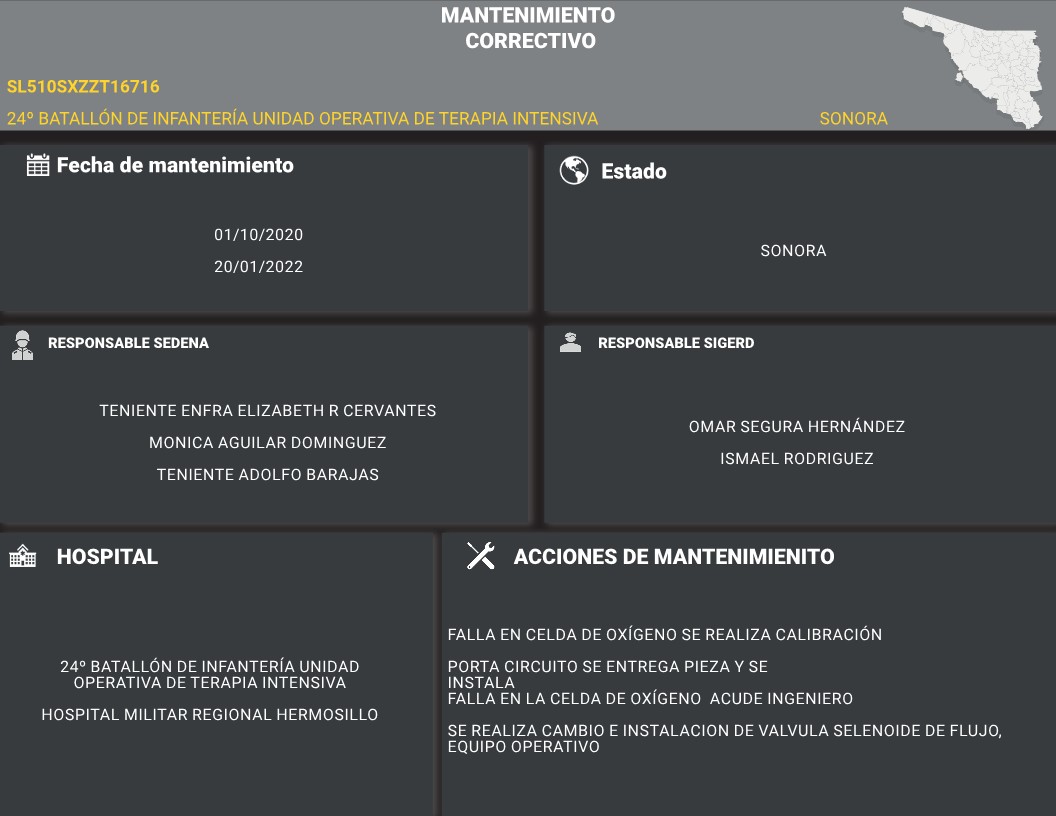 MANTENIMIENTO
CORRECTIVO
SL510SXZZT16716
24º BATALLÓN DE INFANTERÍA UNIDAD OPERATIVA DE TERAPIA INTENSIVA
SONORA
Fecha de mantenimiento
01/10/2020
20/01/2022
Estado
SONORA
RESPONSABLE SEDENA
TENIENTE ENFRA ELIZABETH R CERVANTES
MONICA AGUILAR DOMINGUEZ
TENIENTE ADOLFO BARAJAS
RESPONSABLE SIGERD
OMAR SEGURA HERNÁNDEZ
ISMAEL RODRIGUEZ
HOSPITAL
24º BATALLÓN DE INFANTERÍA UNIDAD
OPERATIVA DE TERAPIA INTENSIVA
HOSPITAL MILITAR REGIONAL HERMOSILLO
ACCIONES DE MANTENIMIENITO
FALLA EN CELDA DE OXÍGENO SE REALIZA CALIBRACIÓN
PORTA CIRCUITO SE ENTREGA PIEZA Y SE
INSTALA
FALLA EN LA CELDA DE OXÍGENO  ACUDE INGENIERO
SE REALIZA CAMBIO E INSTALACION DE VALVULA SELENOIDE DE FLUJO,
EQUIPO OPERATIVO